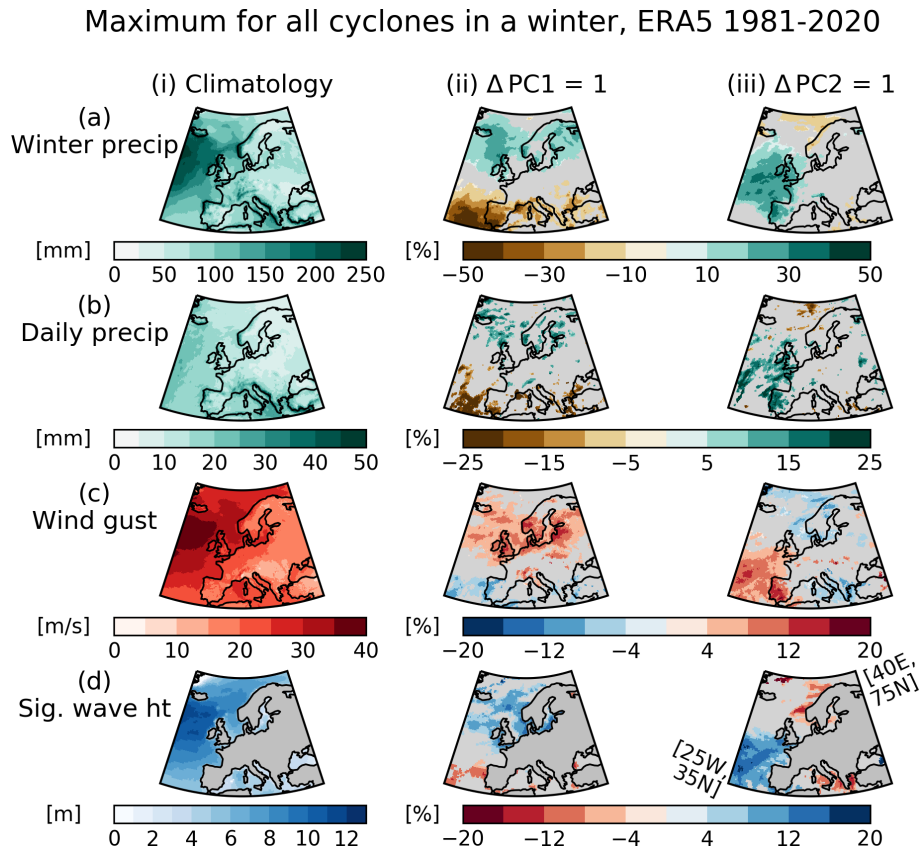 Maximum for all cyclones in a winter, ERA5 1981-2020
(i) Climatology
(ii) Δ PC1 = 1
(iii) Δ PC2 = 1
(a)
Winter precip
[mm]
0 50 100 150 200 250
[%]
−50 −30 −10 10 30 50
(b)
Daily precip
[mm]
0 10 20 30 40 50
[%]
−25 −15 −5 5 15 25
(c)
Wind gust
[m/s]
0 10 20 30 40
[%]
−20 −12 −4 4 12 20
(d)
Sig. wave ht
[40E,
75N]
[25W,
35N]
[m]
0 2 4 6 8 10 12
[%]
−20 −12 −4 4 12 20